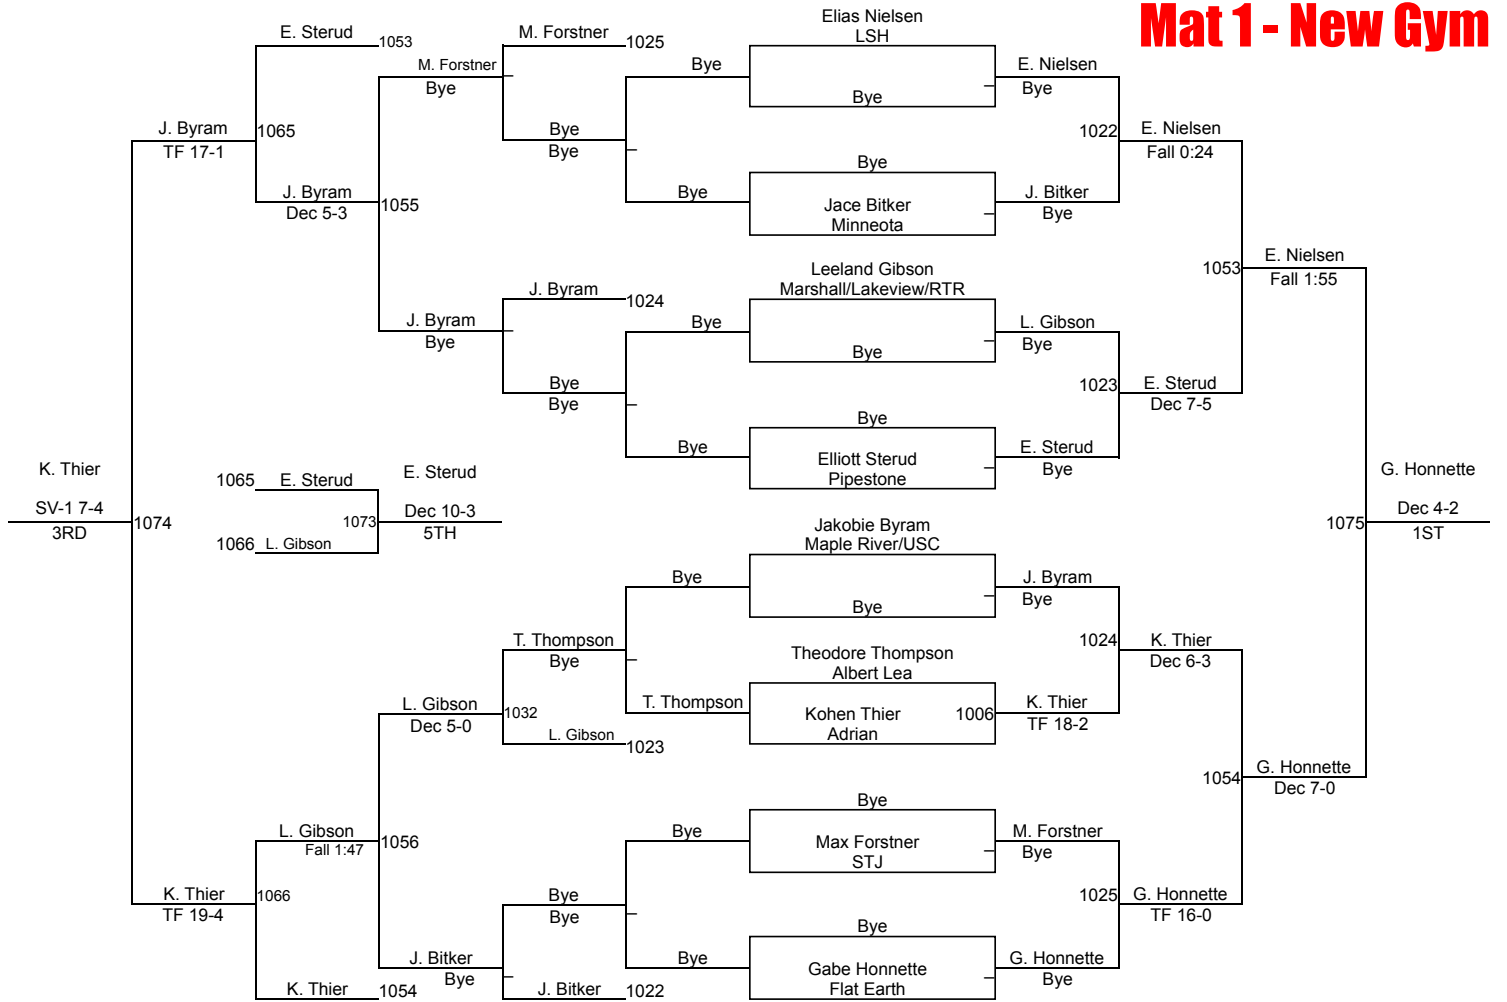 Mat 1 - New Gym
Elias Nielsen
LSH
Bye
Bye
Jace Bitker
Minneota
Leeland Gibson
Marshall/Lakeview/RTR
Bye
Bye
Elliott Sterud
Pipestone
Jakobie Byram
Maple River/USC
Bye
Theodore Thompson
Albert Lea
Kohen Thier
Adrian
1006
Bye
Max Forstner
STJ
Bye
Gabe Honnette
Flat Earth
E. Nielsen
Bye
1022
J. Bitker
Bye
L. Gibson
Bye
1023
E. Sterud
Bye
J. Byram
Bye
1024
K. Thier
TF 18-2
M. Forstner
Bye
1025
G. Honnette
Bye
E. Nielsen
Fall 0:24
1053
E. Sterud
Dec 7-5
K. Thier
Dec 6-3
1054
G. Honnette
TF 16-0
E. Nielsen
Fall 1:55
1075
G. Honnette
Dec 7-0
G. Honnette
Dec 4-2
1ST
Bye
Bye
Bye
Bye
Bye
T. Thompson
Bye
Bye
M. Forstner
1025
Bye
Bye
J. Byram
1024
Bye
Bye
T. Thompson
Bye
1032
L. Gibson
1023
Bye
Bye
J. Bitker
1022
M. Forstner
Bye
1055
J. Byram
Bye
L. Gibson
Dec 5-0
1056
J. Bitker
Bye
E. Sterud
1053
1065
J. Byram
Dec 5-3
L. Gibson
Fall 1:47
1066
K. Thier
1054
J. Byram
TF 17-1
1074
K. Thier
TF 19-4
K. Thier
SV-1 7-4
3RD
1065
E. Sterud
1073
1066
L. Gibson
E. Sterud
Dec 10-3
5TH